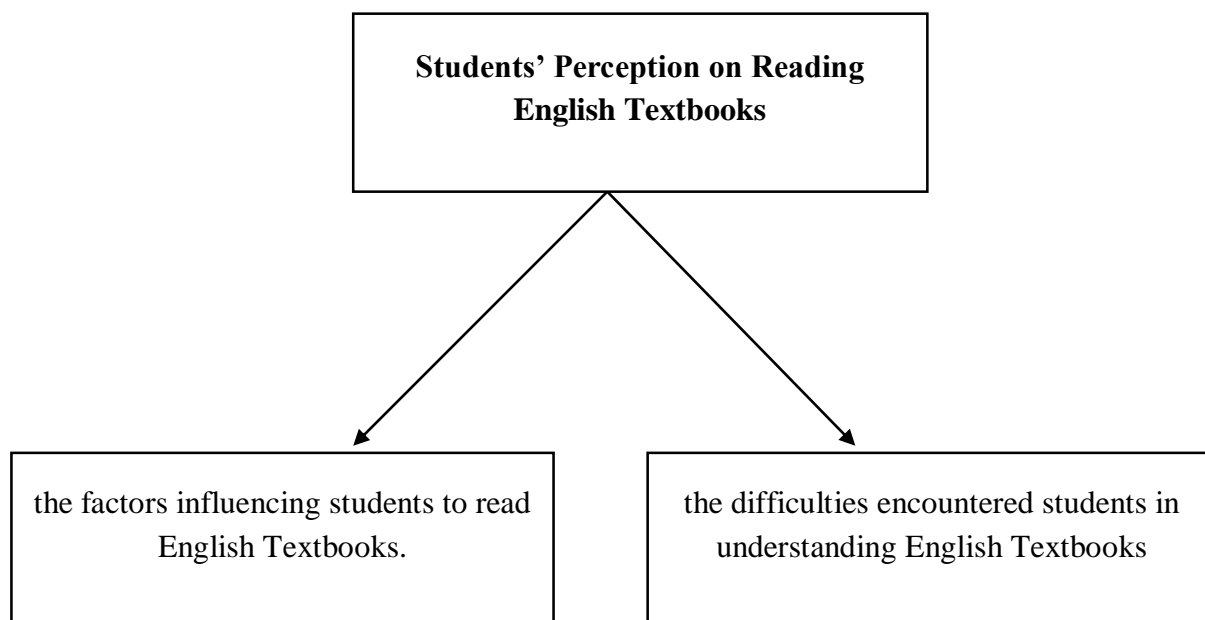 Students’ Perception on Reading
English Textbooks
the factors influencing students to read
English Textbooks.
the difficulties encountered students in
understanding English Textbooks